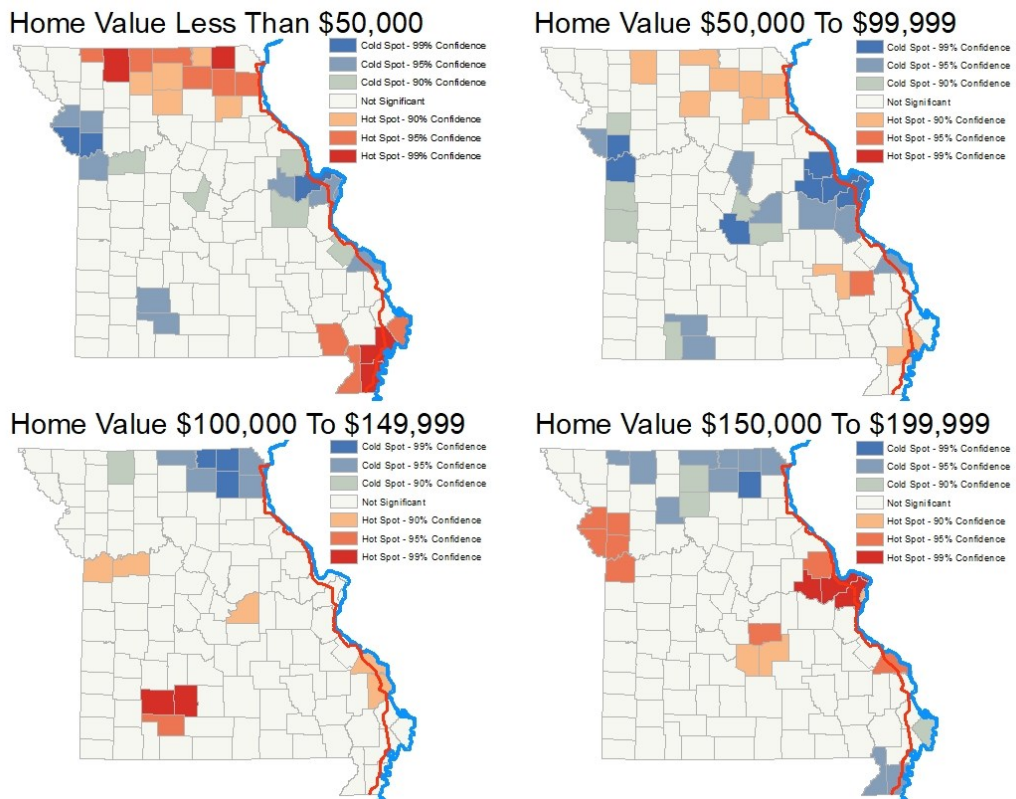 Home Value Less Than $50,000
Cold Spot - 99% Confidence
Cold Spot - 95% Confidence
Cold Spot - 90% Confidence
Not Significant
Hot Spot - 90% Confidence
Hot Spot - 95% Confidence
Hot Spot - 99% Confidence
Home Value $50,000 To $99,999
Cold Spot - 99% Confidence
Cold Spot - 95% Confidence
Cold Spot - 90% Confidence
Not Significant
Hot Spot - 90% Confidence
Hot Spot - 95% Confidence
Hot Spot - 99% Confidence
Home Value $100,000 To $149,999
Cold Spot - 99% Confidence
Cold Spot - 95% Confidence
Cold Spot - 90% Confidence
Not Significant
Hot Spot - 90% Confidence
Hot Spot - 95% Confidence
Hot Spot - 99% Confidence
Home Value $150,000 To $199,999
Cold Spot - 99% Confidence
Cold Spot - 95% Confidence
Cold Spot - 90% Confidence
Not Significant
Hot Spot - 90% Confidence
Hot Spot - 95% Confidence
Hot Spot - 99% Confidence